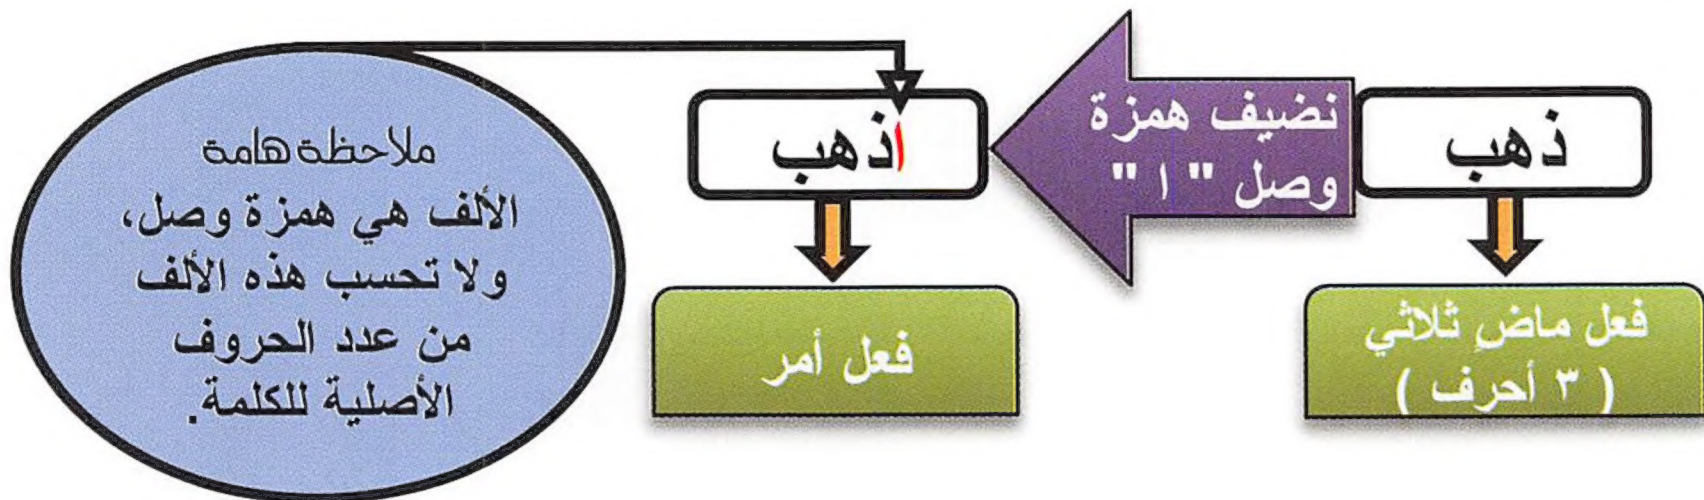 ذهب
فعل ماضٍ ثلاثي
( ٣ أحرف )
نضيف همزة
وصل " ا "
اذهب
فعل أمر
ملاحظة هامة
الألف هي همزة وصل،
ولا تحسب هذه الألف
من عدد الحروف
الأصلية للكلمة.